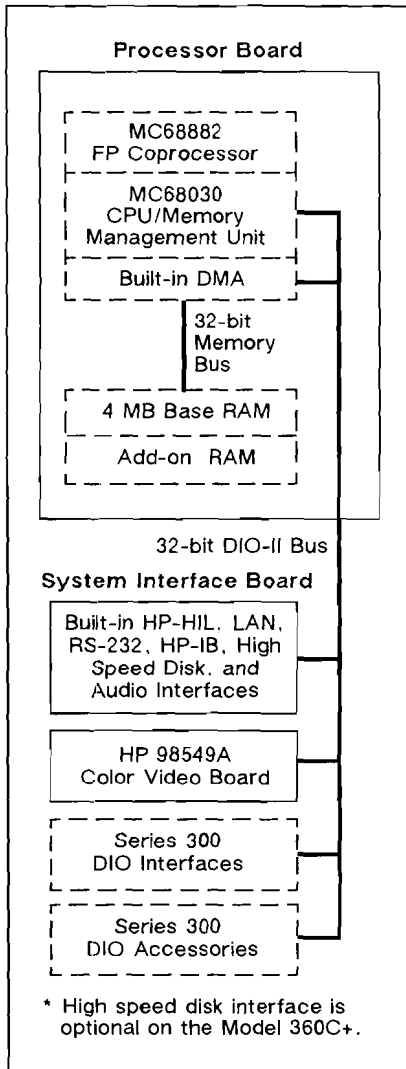 Processor Board
MC68882
FP Coprocessor
MC68030
CPU/Memory
Management Unit
Built-in DMA
32-bit
Memory
Bus
4 MB Base RAM
Add-on RAM
32-bit DIO-II Bus
System Interface Board
Built-in HP-HIL, LAN,
RS-232, HP-IB, High
Speed Disk, and
Audio Interfaces
HP 98549A
Color Video Board
Series 300
DIO Interfaces
Series 300
DIO Accessories
* High speed disk interface is
optional on the Model 360C+.